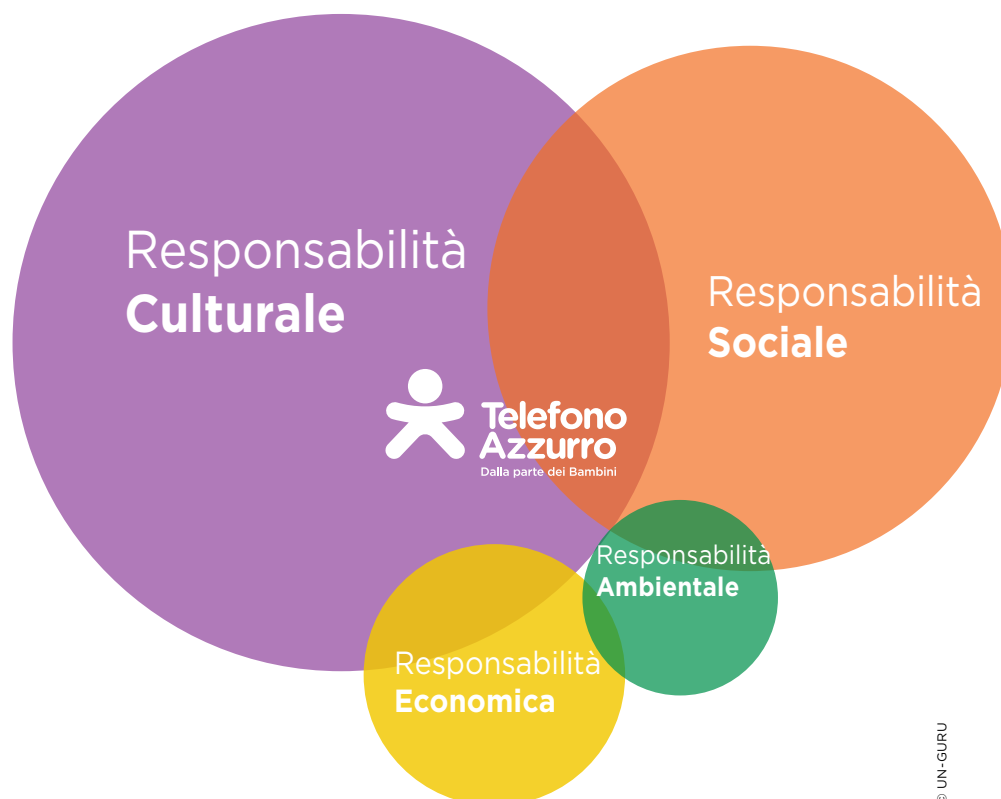 Responsabilità
Culturale
Responsabilità
Sociale
Telefono
Azzurro
Dalla parte dei Bambini
Responsabilità
Ambientale
Responsabilità
Economica
© UN-GURU